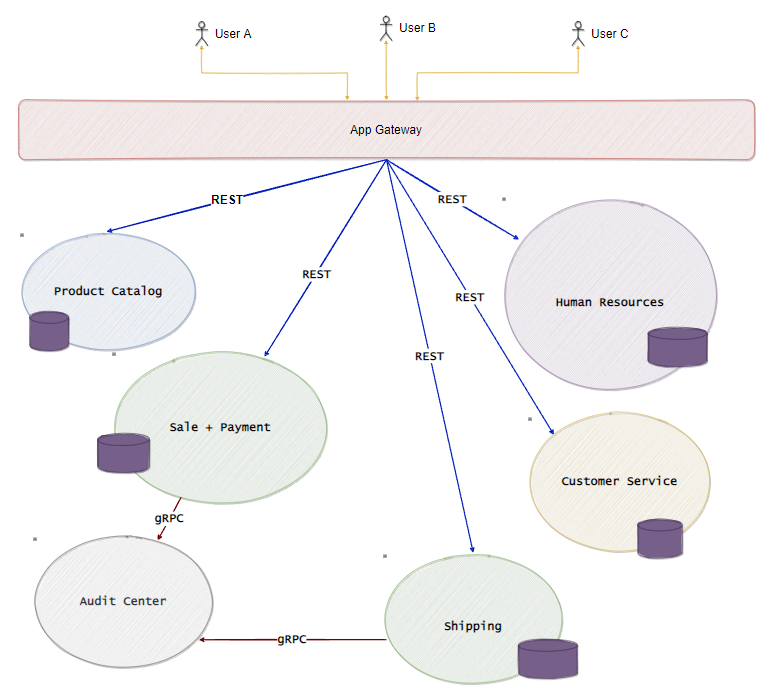 User A
User B
User C
App Gateway
REST
REST
REST
REST
REST
Product Catalog
Human Resources
Sale + Payment
Customer Service
gRPC
Audit Center
Shipping
gRPC